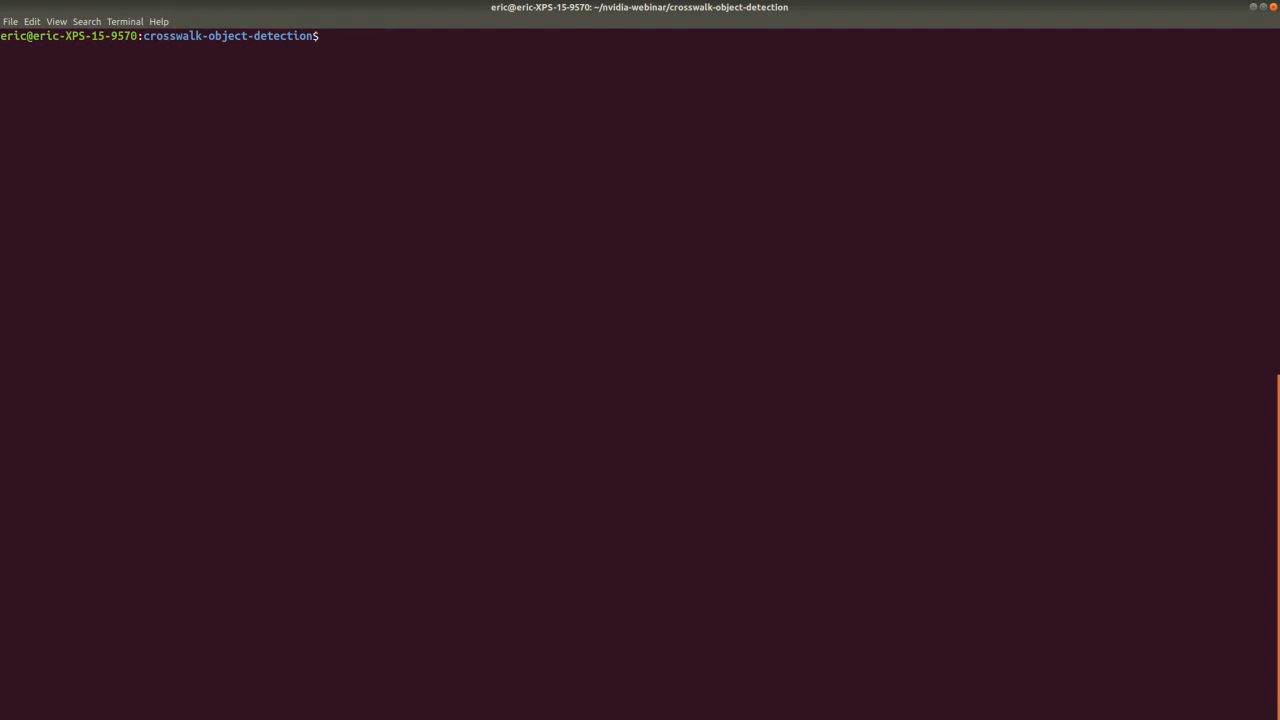 eric@eric-XPS-15-9570: ~/nvidia-webinar/crosswalk-object-detection
File Edit View Search Terminal Help
eric@eric-XPS-15-9570:crosswalk-object-detection$